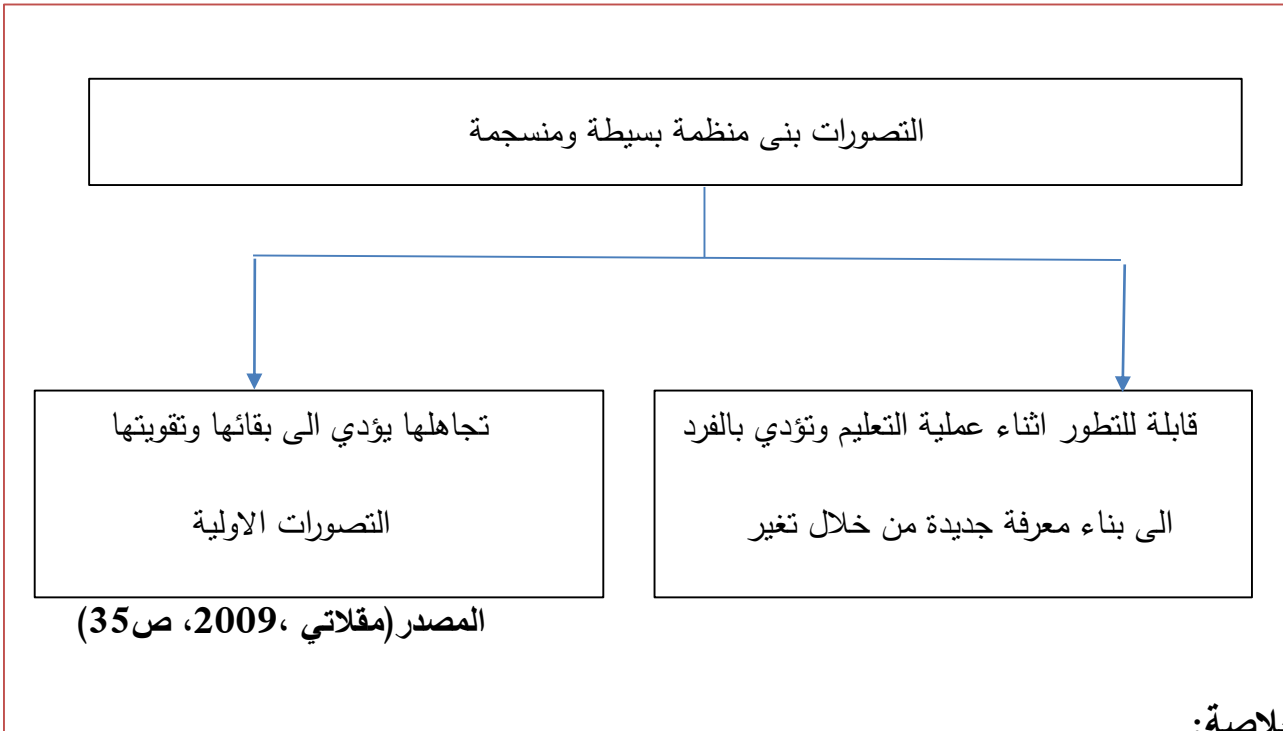 التصورات بنى منظمة بسيطة ومنسجمة
قابلة للتطور اثناء عملية التعليم وتؤدي بالفرد
الى بناء معرفة جديدة من خلال تغير
تجاهلها يؤدي الى بقائها وتقويتها
التصورات الاولية
المصدر(مقلاتي ،2009، ص35)